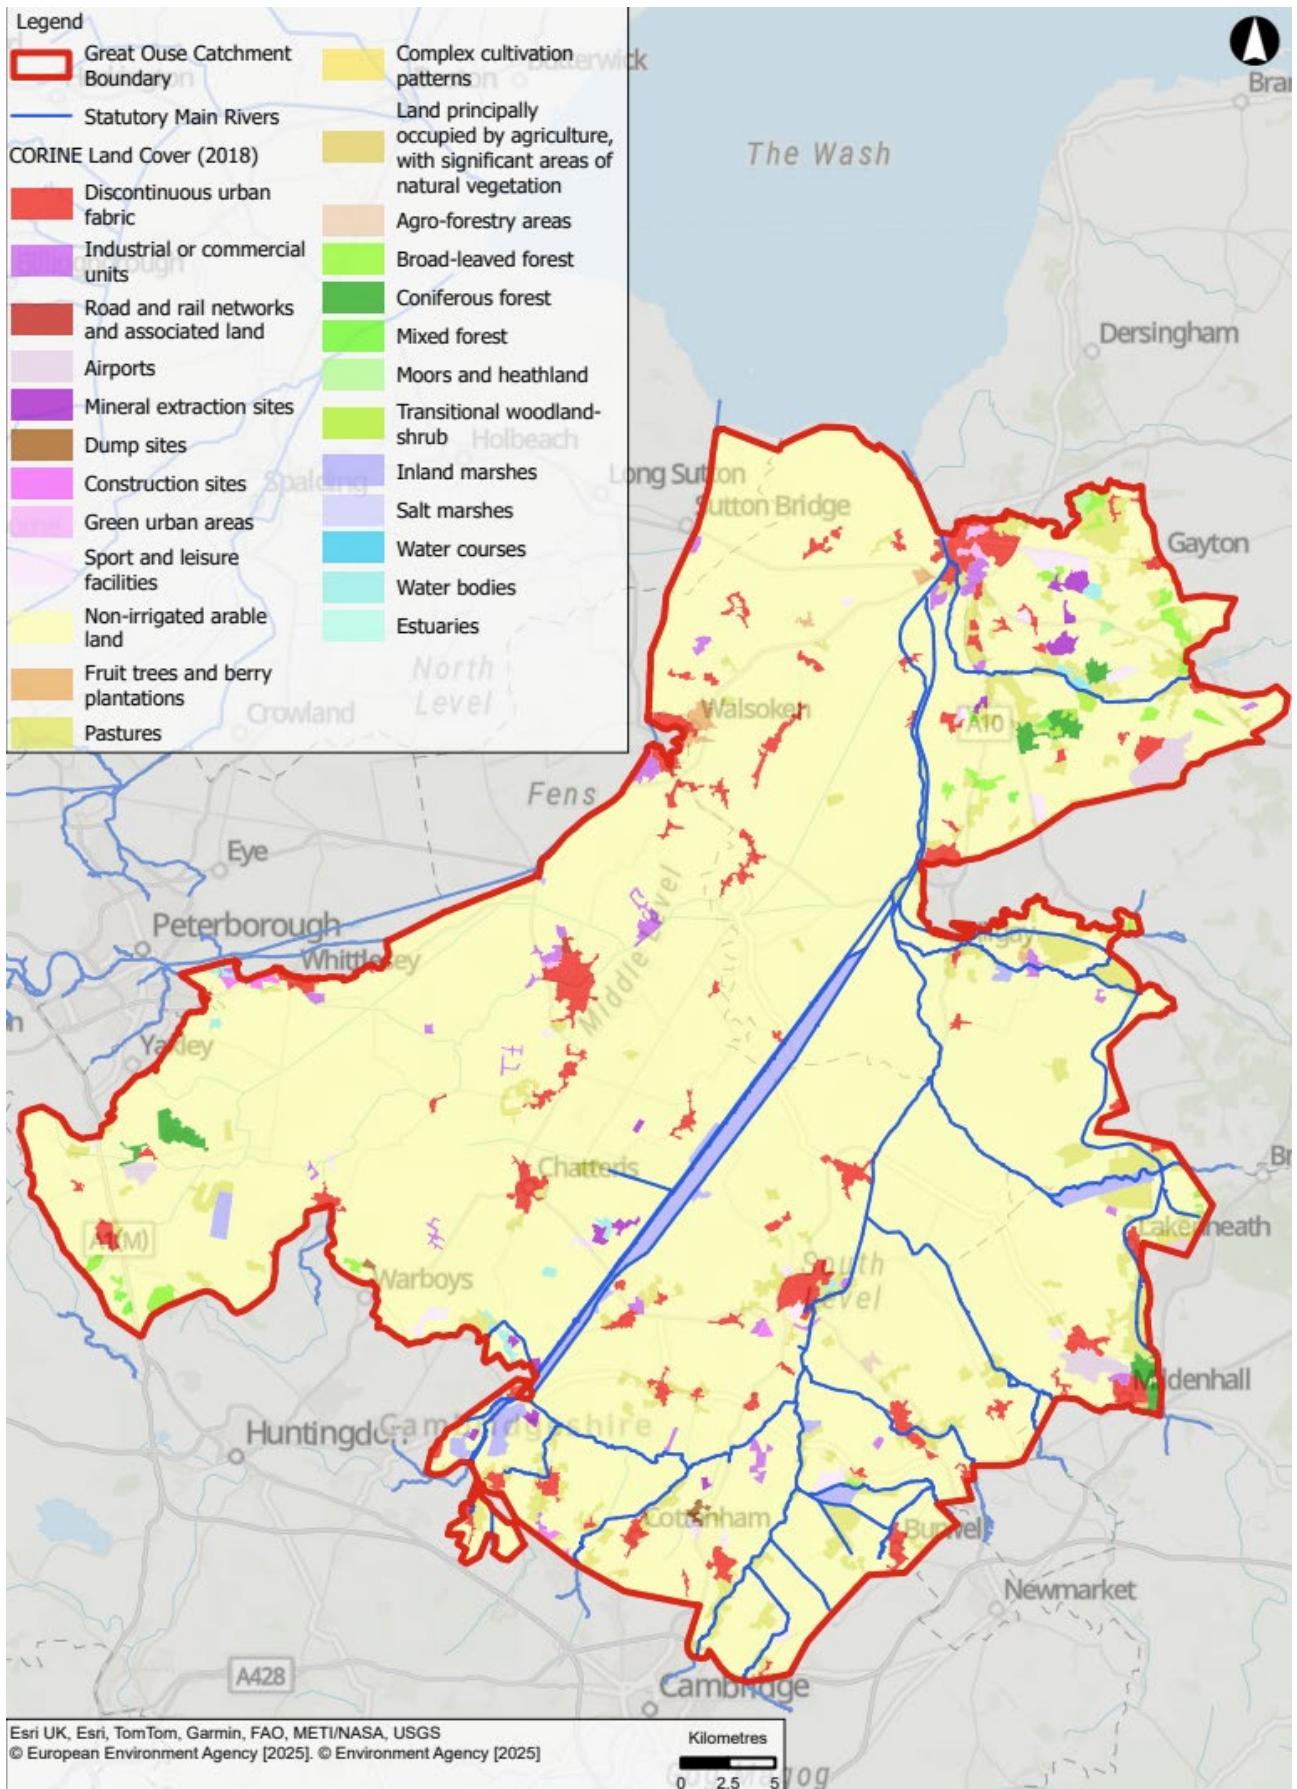 Legend
Great Ouse Catchment
Boundary
Statutory Main Rivers
CORINE Land Cover (2018)
Discontinuous urban
fabric
Industrial or commercial
units
Road and rail networks
and associated land
Airports
Mineral extraction sites
Dump sites
Construction sites
Green urban areas
Sport and leisure
facilities
Non-irrigated arable
land
Fruit trees and berry
plantations
Pastures
Complex cultivation
patterns
Land principally
occupied by agriculture,
with significant areas of
natural vegetation
Agro-forestry areas
Broad-leaved forest
Coniferous forest
Mixed forest
Moors and heathland
Transitional woodland-
shrub
Inland marshes
Salt marshes
Water courses
Water bodies
Estuaries
The Wash
Dersingham
Holbeach
Long Sutton
Spalding
Sutton Bridge
Gayton
North
Level
Crowland
Walsoken
A10
Fens
Eye
Peterborough
Whittlesey
Middle Level
Yaxley
Chatteris
A1(M)
Lakenheath
Warboys
South
Level
Mildenhall
Huntingdon
Cambridgeshire
Cottenham
Burwell
Newmarket
A428
Cambridge
Esri UK, Esri, TomTom, Garmin, FAO, METI/NASA, USGS
© European Environment Agency [2025]. © Environment Agency [2025]
Kilometres
0 2.5 5